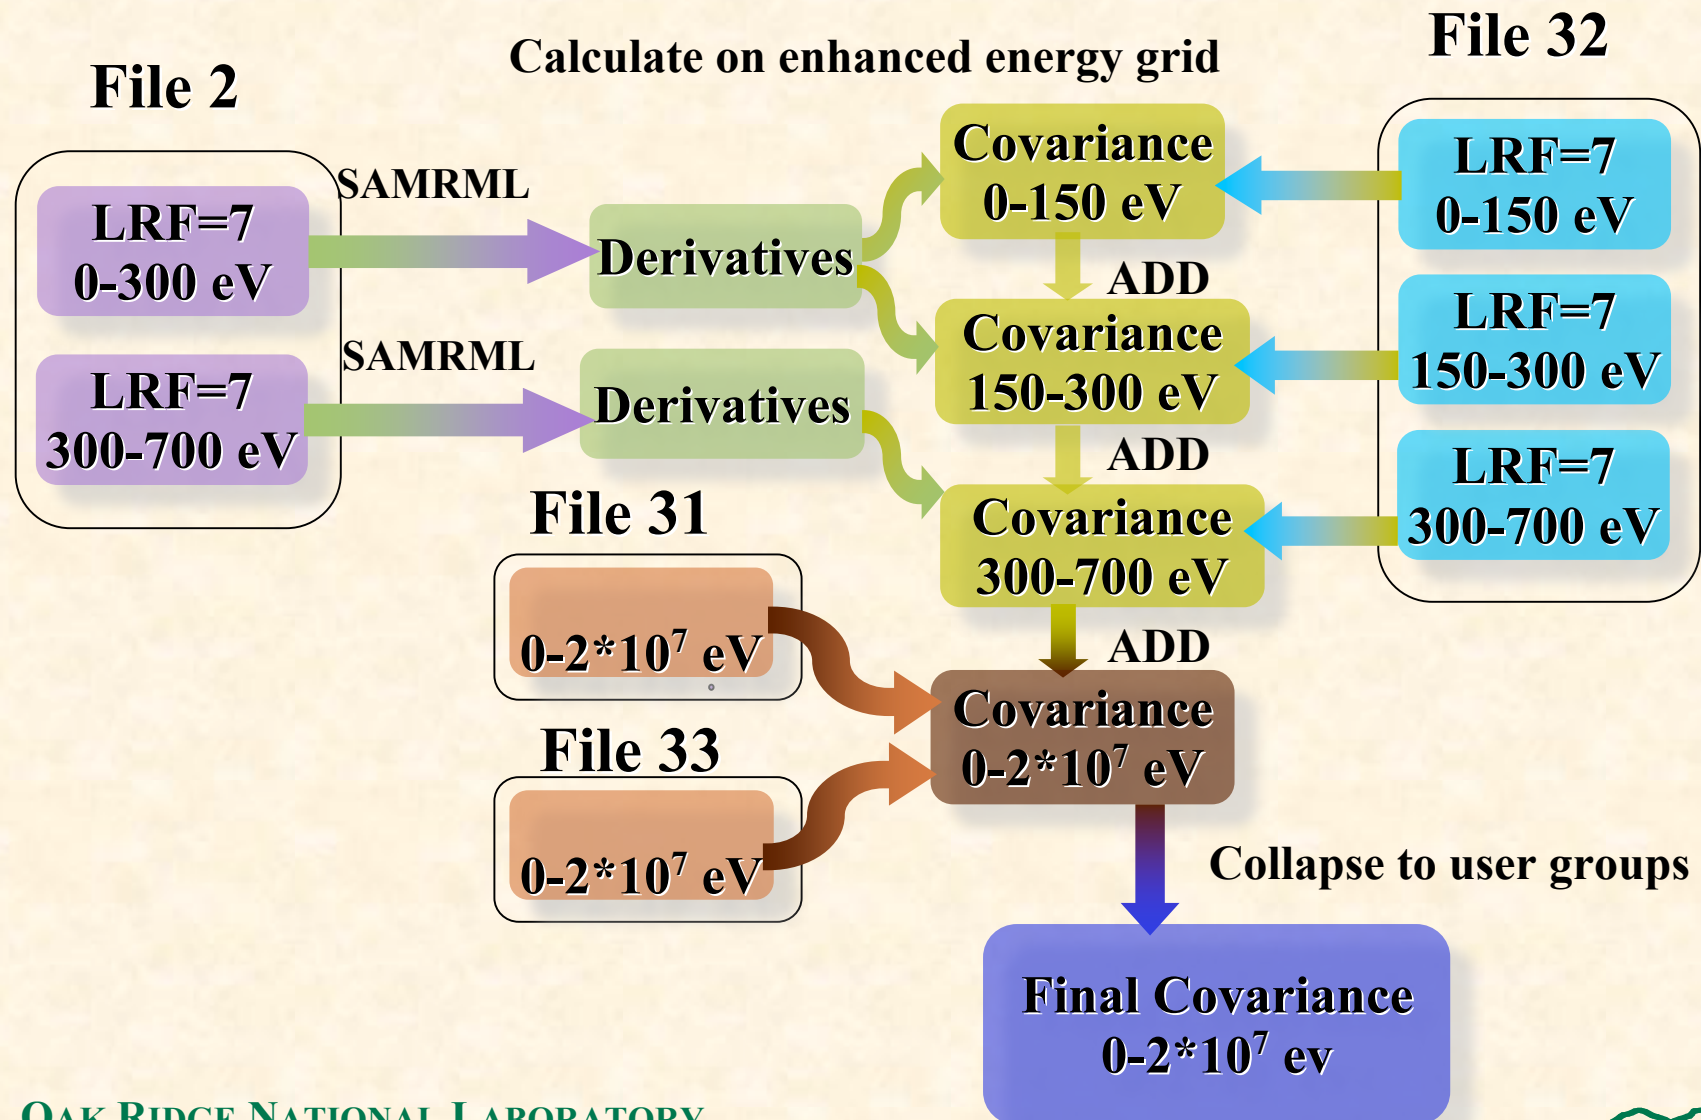 Calculate on enhanced energy grid
File 2
LRF=7
0-300 eV
LRF=7
300-700 eV
SAMRML
SAMRML
Derivatives
Derivatives
Covariance
0-150 eV
ADD
Covariance
150-300 eV
ADD
Covariance
300-700 eV
ADD
File 32
LRF=7
0-150 eV
LRF=7
150-300 eV
LRF=7
300-700 eV
File 31
0-2*10⁷ eV
File 33
0-2*10⁷ eV
Covariance
0-2*10⁷ eV
Collapse to user groups
Final Covariance
0-2*10⁷ ev
OAK RIDGE NATIONAL LABORATORY